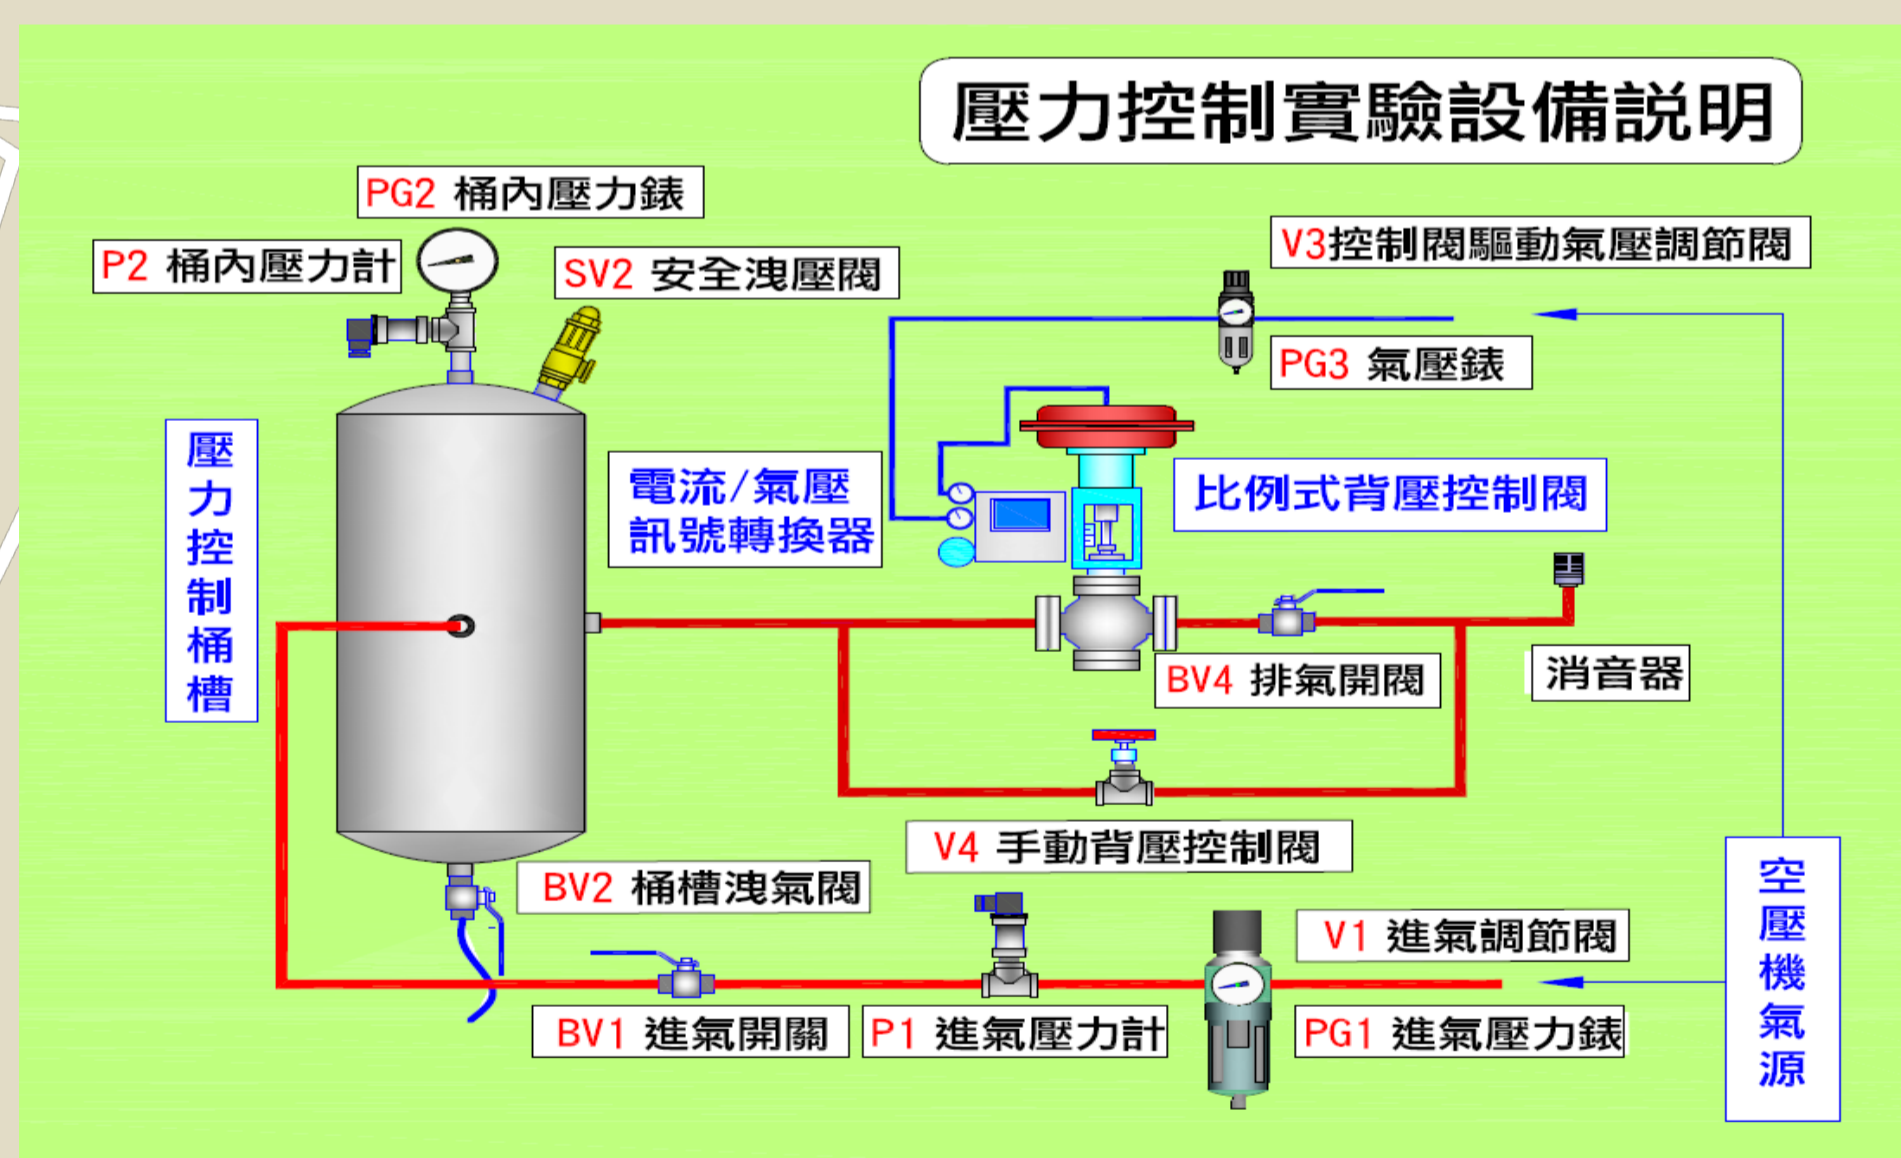 壓力控制實驗設備説明
PG2 桶內壓力錶
P2 桶內壓力計
SV2 安全洩壓閥
V3控制閥驅動氣壓調節閥
PG3 氣壓錶
壓力控制桶槽
電流/氣壓
訊號轉換器
比例式背壓控制閥
BV4 排氣開閥
消音器
V4 手動背壓控制閥
BV2 桶槽洩氣閥
V1 進氣調節閥
空壓機氣源
BV1 進氣開關
P1 進氣壓力計
PG1 進氣壓力錶